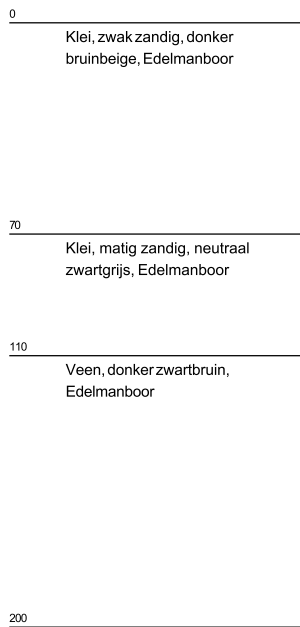 0
Klei, zwak zandig, donker
bruinbeige, Edelmanboor
70
Klei, matig zandig, neutraal
zwartgrijs, Edelmanboor
110
Veen, donker zwartbruin,
Edelmanboor
200